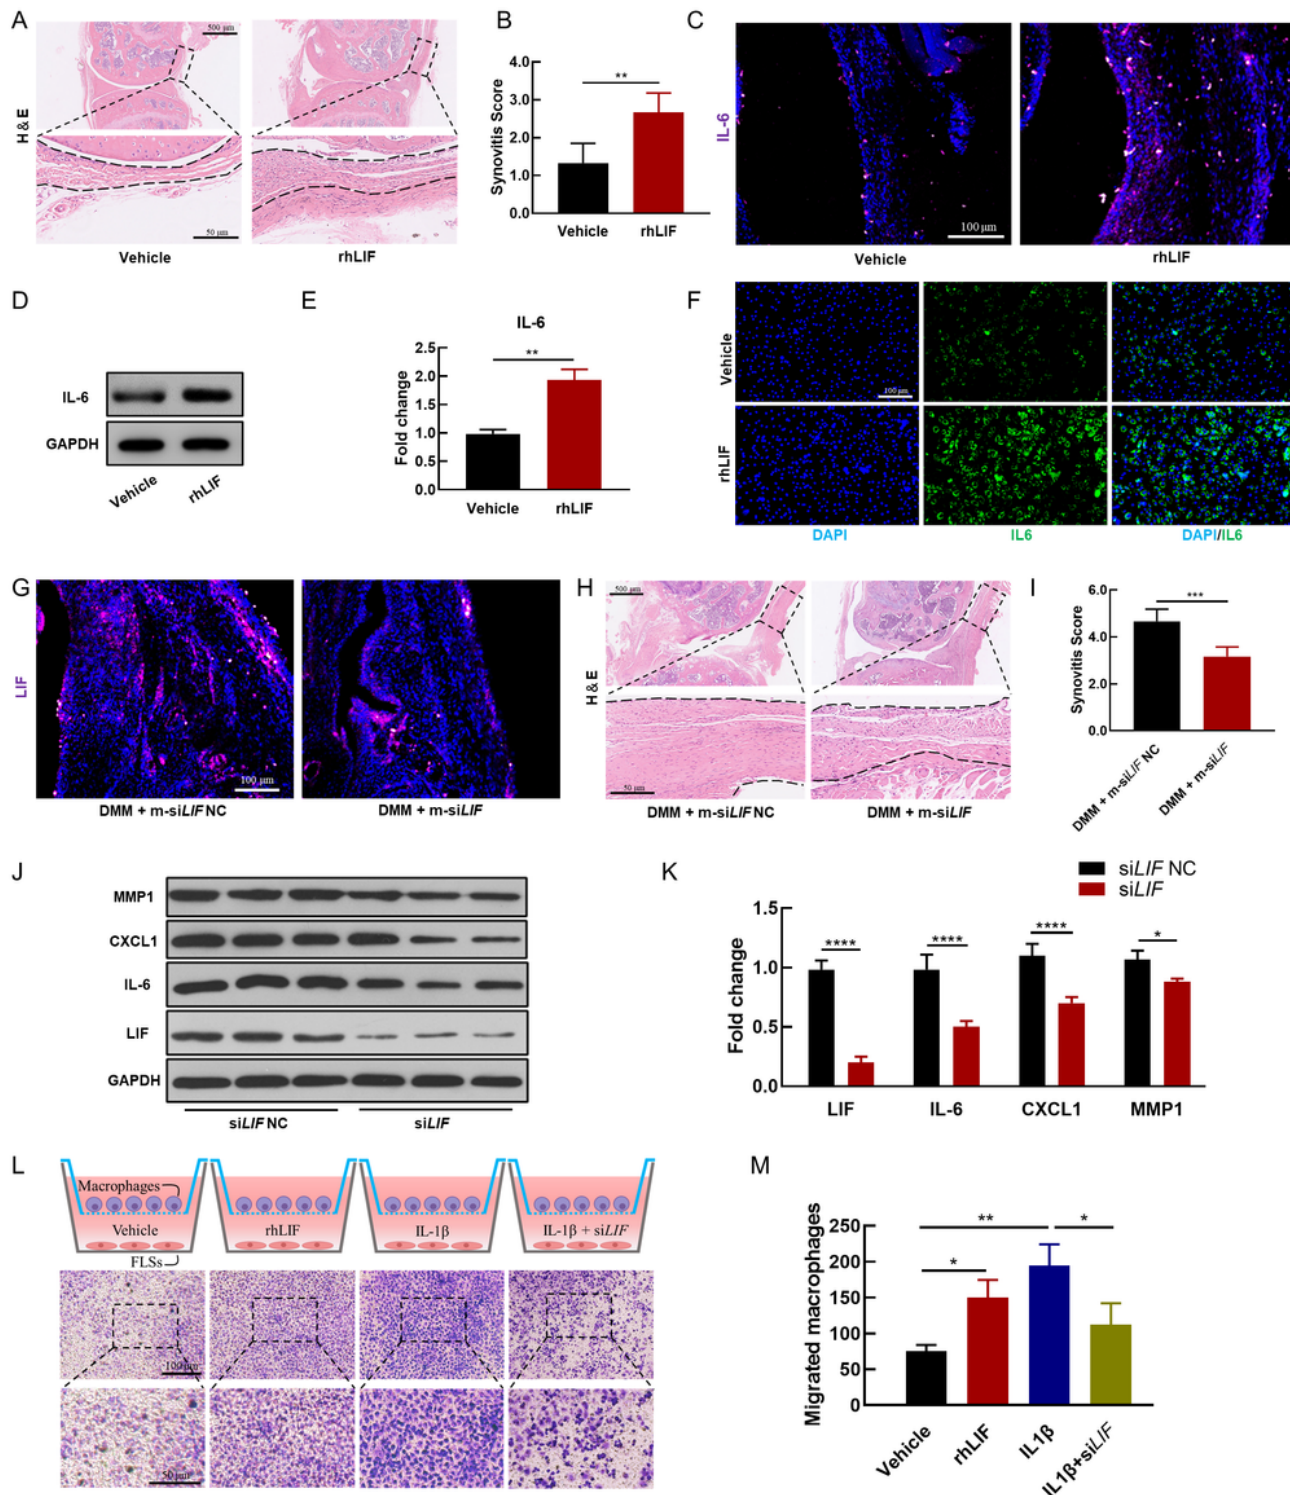 A
500 μm
H & E
50 μm
Vehicle
rhLIF
B
Synovitis Score
4.0
3.0
2.0
1.0
0.0
**
Vehicle
rhLIF
C
IL-6
100 μm
Vehicle
rhLIF
D
IL-6
GAPDH
Vehicle
rhLIF
E
IL-6
Fold change
2.5
2.0
1.5
1.0
0.5
0.0
**
Vehicle
rhLIF
F
Vehicle
100 μm
rhLIF
DAPI
IL6
DAPI/IL6
G
LIF
100 μm
DMM + m-siLIF NC
DMM + m-siLIF
H
500 μm
H & E
50 μm
DMM + m-siLIF NC
DMM + m-siLIF
I
Synovitis Score
6.0
4.0
2.0
0.0
***
DMM + m-siLIF NC
DMM + m-siLIF
J
MMP1
CXCL1
IL-6
LIF
GAPDH
siLIF NC
siLIF
K
siLIF NC
siLIF
Fold change
1.5
1.0
0.5
0.0
****
****
****
*
LIF
IL-6
CXCL1
MMP1
L
Macrophages
Vehicle
rhLIF
IL-1β
IL-1β + siLIF
FLSs
100 μm
50 μm
M
Migrated macrophages
250
200
150
100
50
0
**
*
*
Vehicle
rhLIF
IL1β
IL1β+siLIF